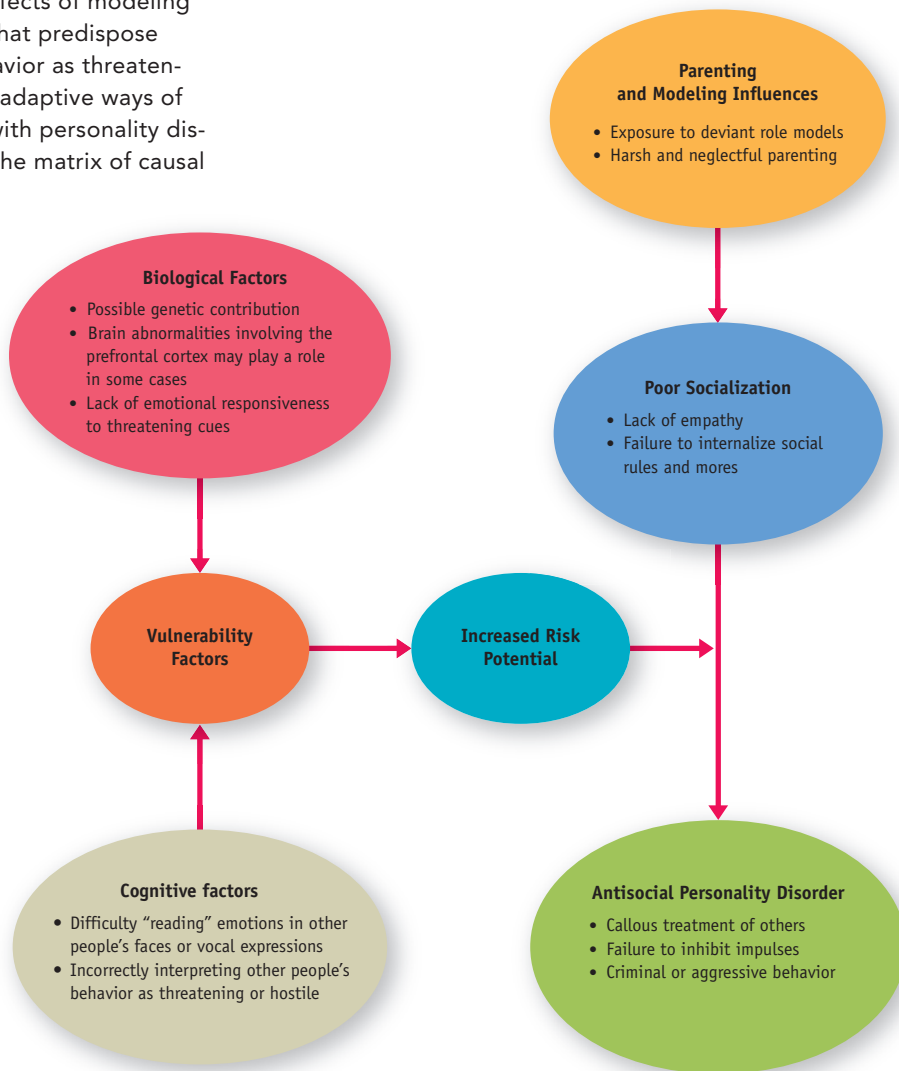 fects of modeling
hat predispose
avior as threaten-
adaptive ways of
with personality dis-
he matrix of causal
Parenting
and Modeling Influences
• Exposure to deviant role models
• Harsh and neglectful parenting
Biological Factors
• Possible genetic contribution
• Brain abnormalities involving the
prefrontal cortex may play a role
in some cases
• Lack of emotional responsiveness
to threatening cues
Poor Socialization
• Lack of empathy
• Failure to internalize social
rules and mores
Vulnerability
Factors
Increased Risk
Potential
Cognitive factors
• Difficulty “reading” emotions in other
people’s faces or vocal expressions
• Incorrectly interpreting other people’s
behavior as threatening or hostile
Antisocial Personality Disorder
• Callous treatment of others
• Failure to inhibit impulses
• Criminal or aggressive behavior